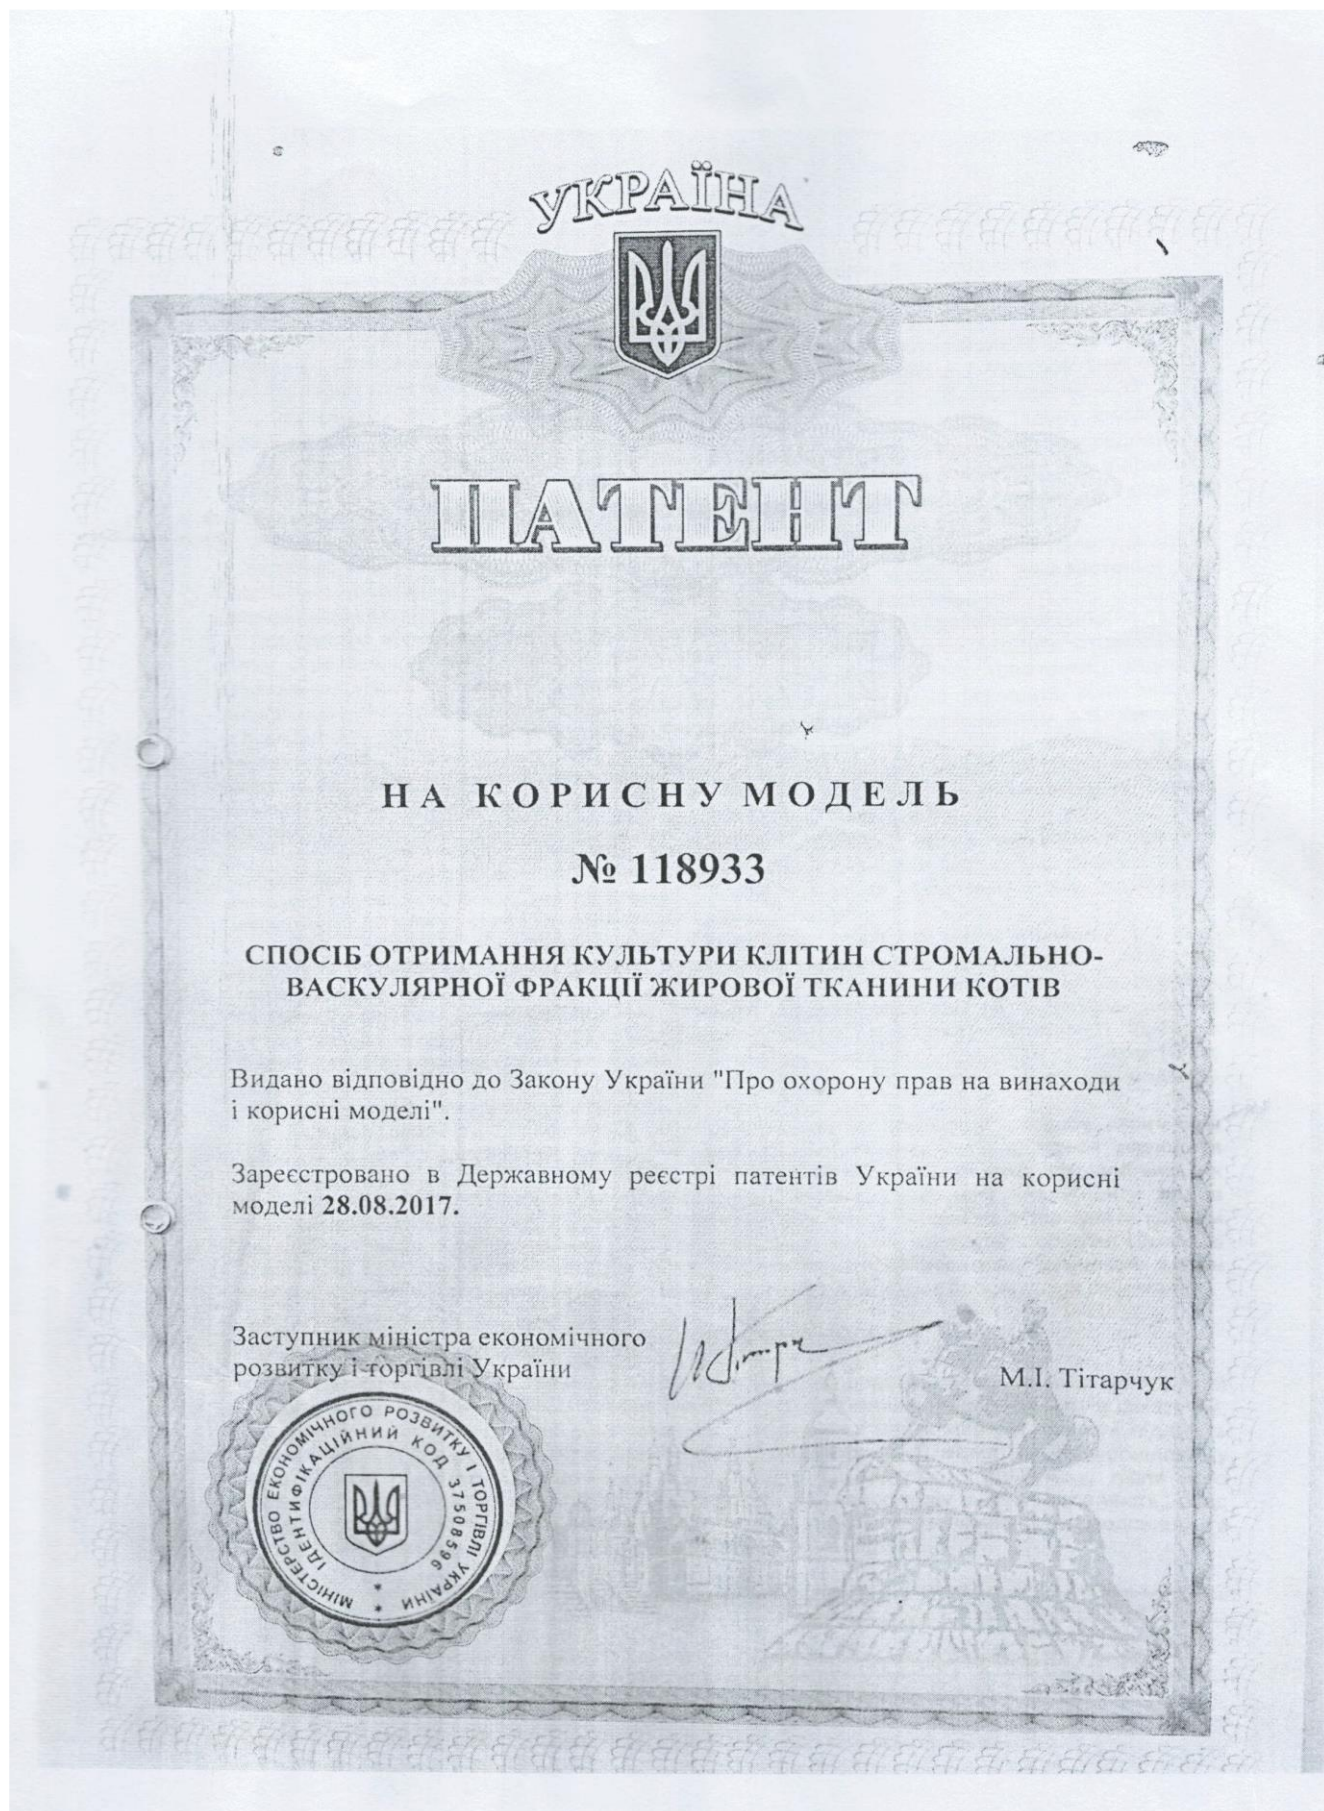 УКРАЇНА
ПАТЕНТ
НА КОРИСНУ МОДЕЛЬ
№ 118933
СПОСІБ ОТРИМАННЯ КУЛЬТУРИ КЛІТИН СТРОМАЛЬНО-
ВАСКУЛЯРНОЇ ФРАКЦІЇ ЖИРОВОЇ ТКАНИНИ КОТІВ
Видано відповідно до Закону України "Про охорону прав на винаходи
і корисні моделі".
Зареєстровано в Державному реєстрі патентів України на корисні
моделі 28.08.2017.
Заступник міністра економічного
розвитку і торгівлі України
М.І. Тітарчук
МІНІСТЕРСТВО ЕКОНОМІЧНОГО РОЗВИТКУ І ТОРГІВЛІ УКРАЇНИ
ІДЕНТИФІКАЦІЙНИЙ КОД 37508596